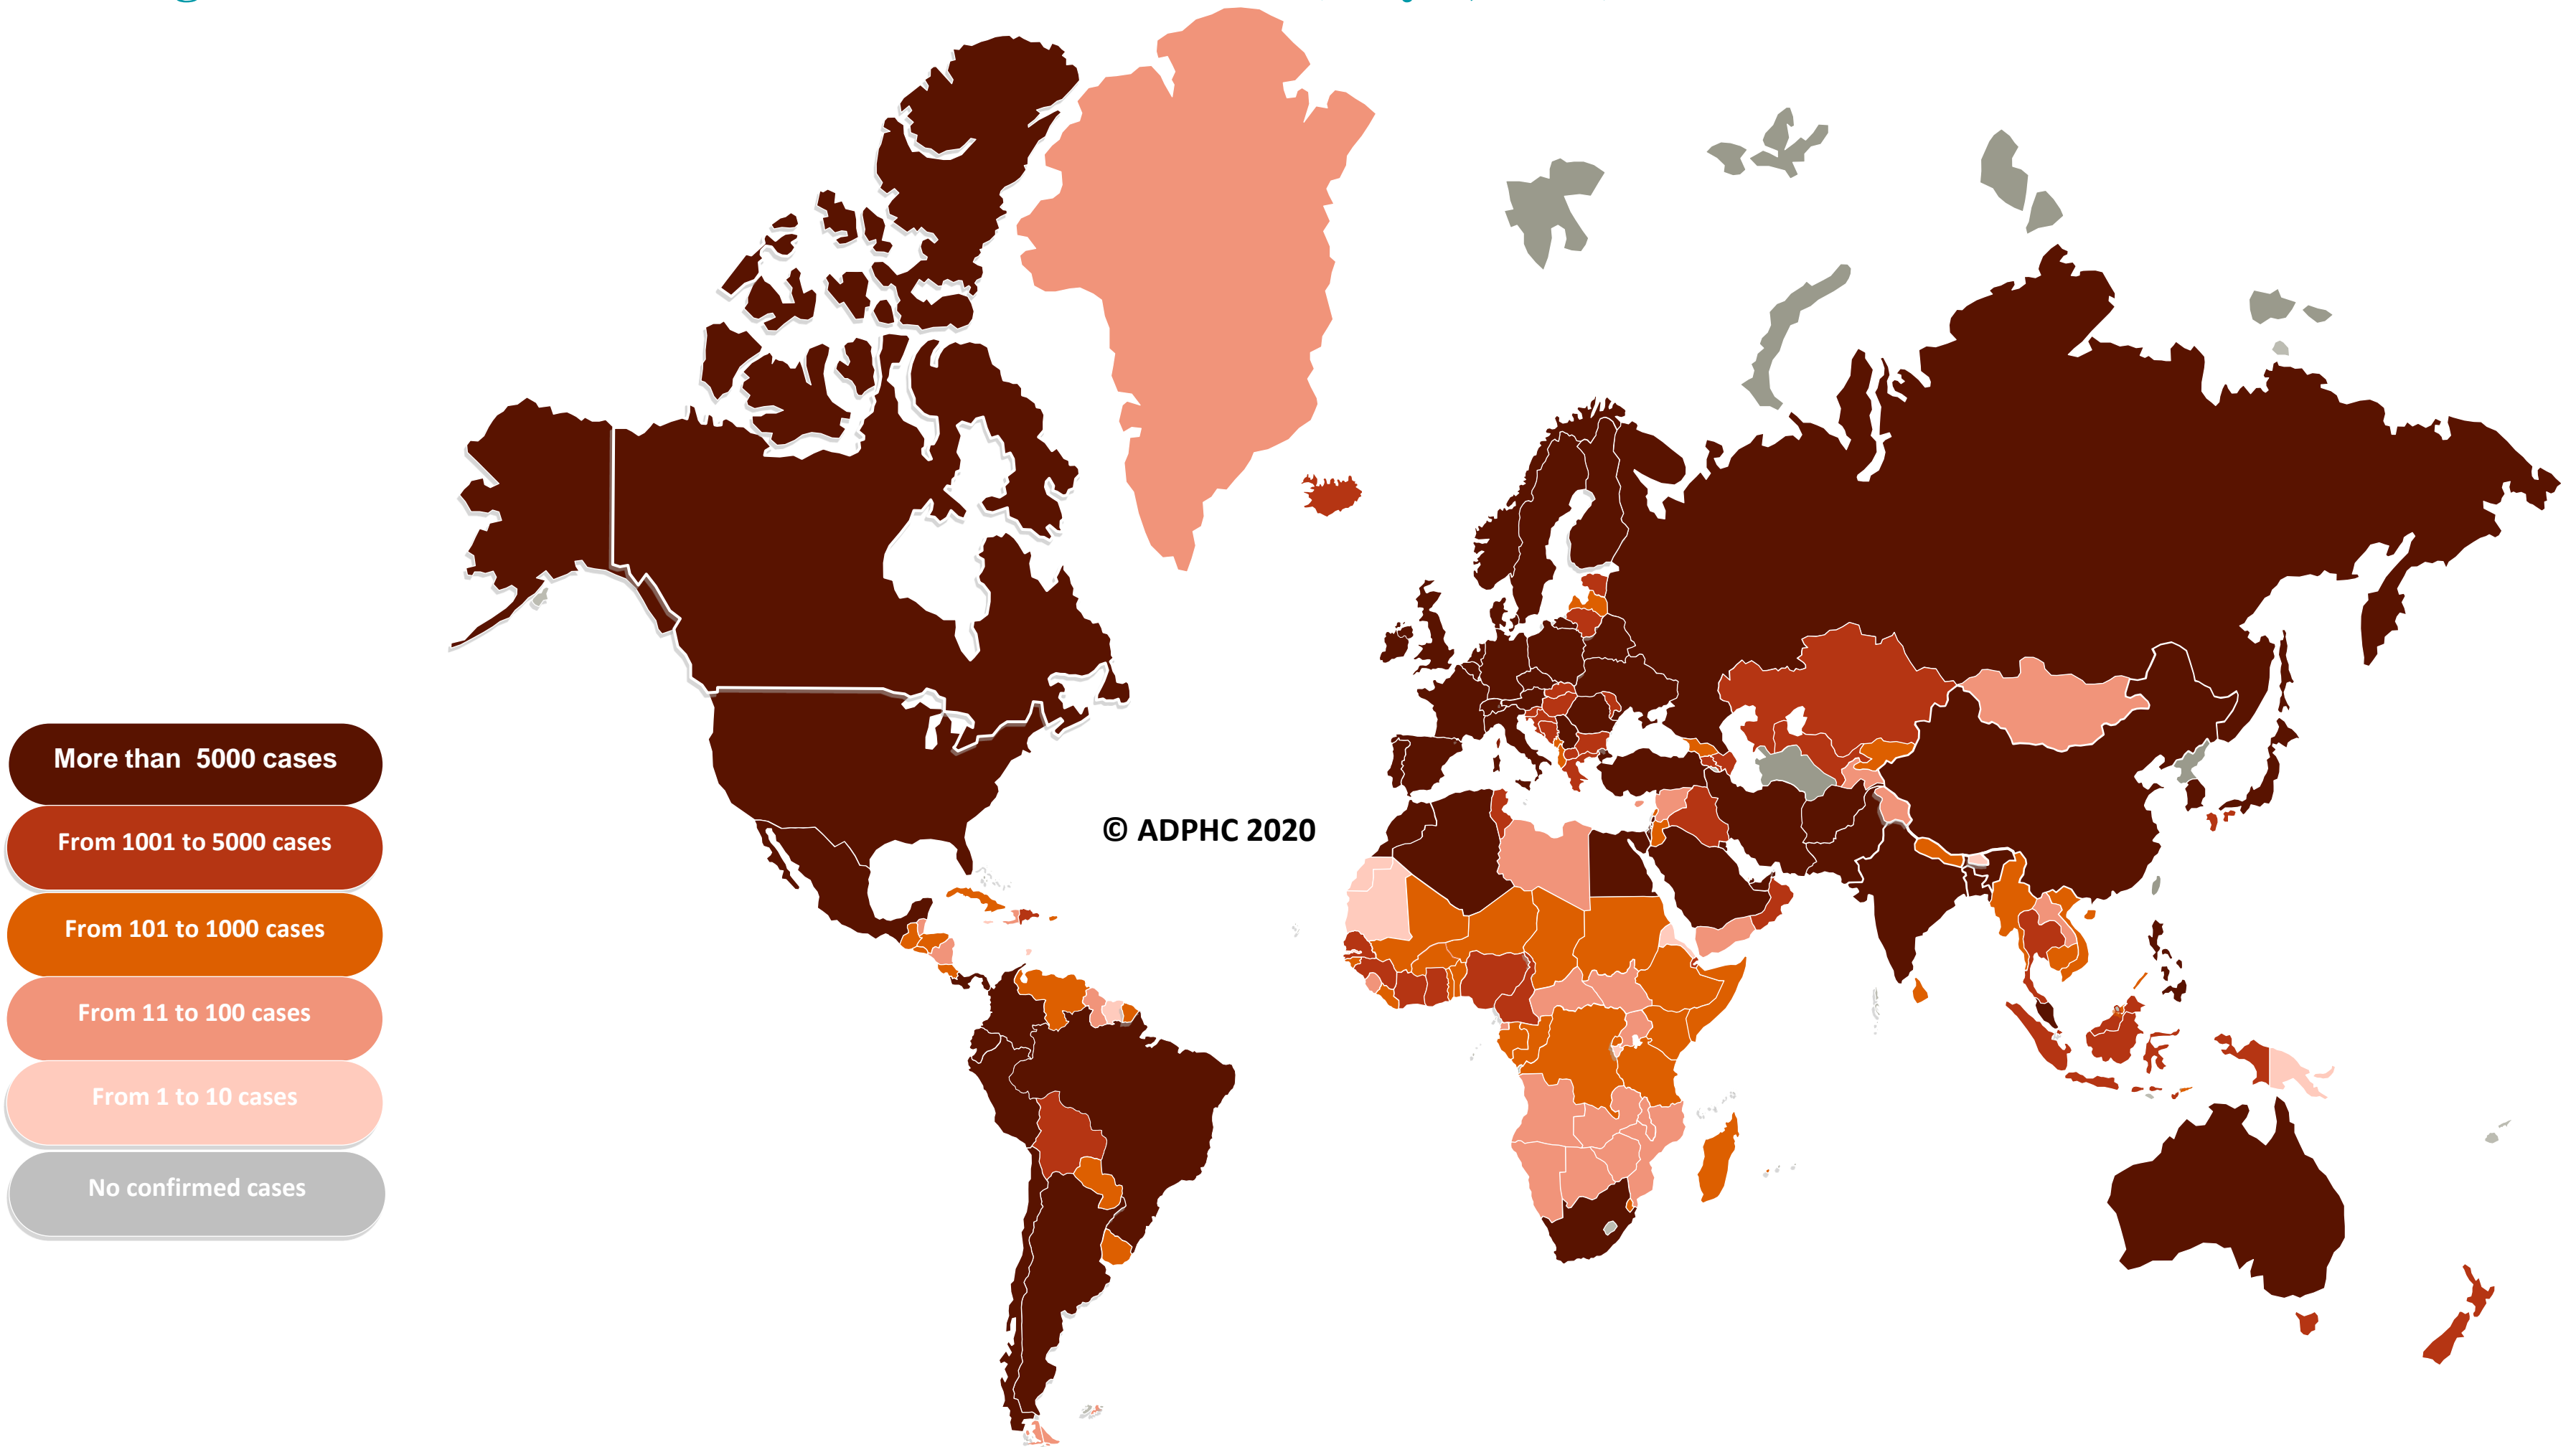 More than  5000 cases
From 1001 to 5000 cases
© ADPHC 2020
From 101 to 1000 cases
From 11 to 100 cases
From 1 to 10 cases
No confirmed cases